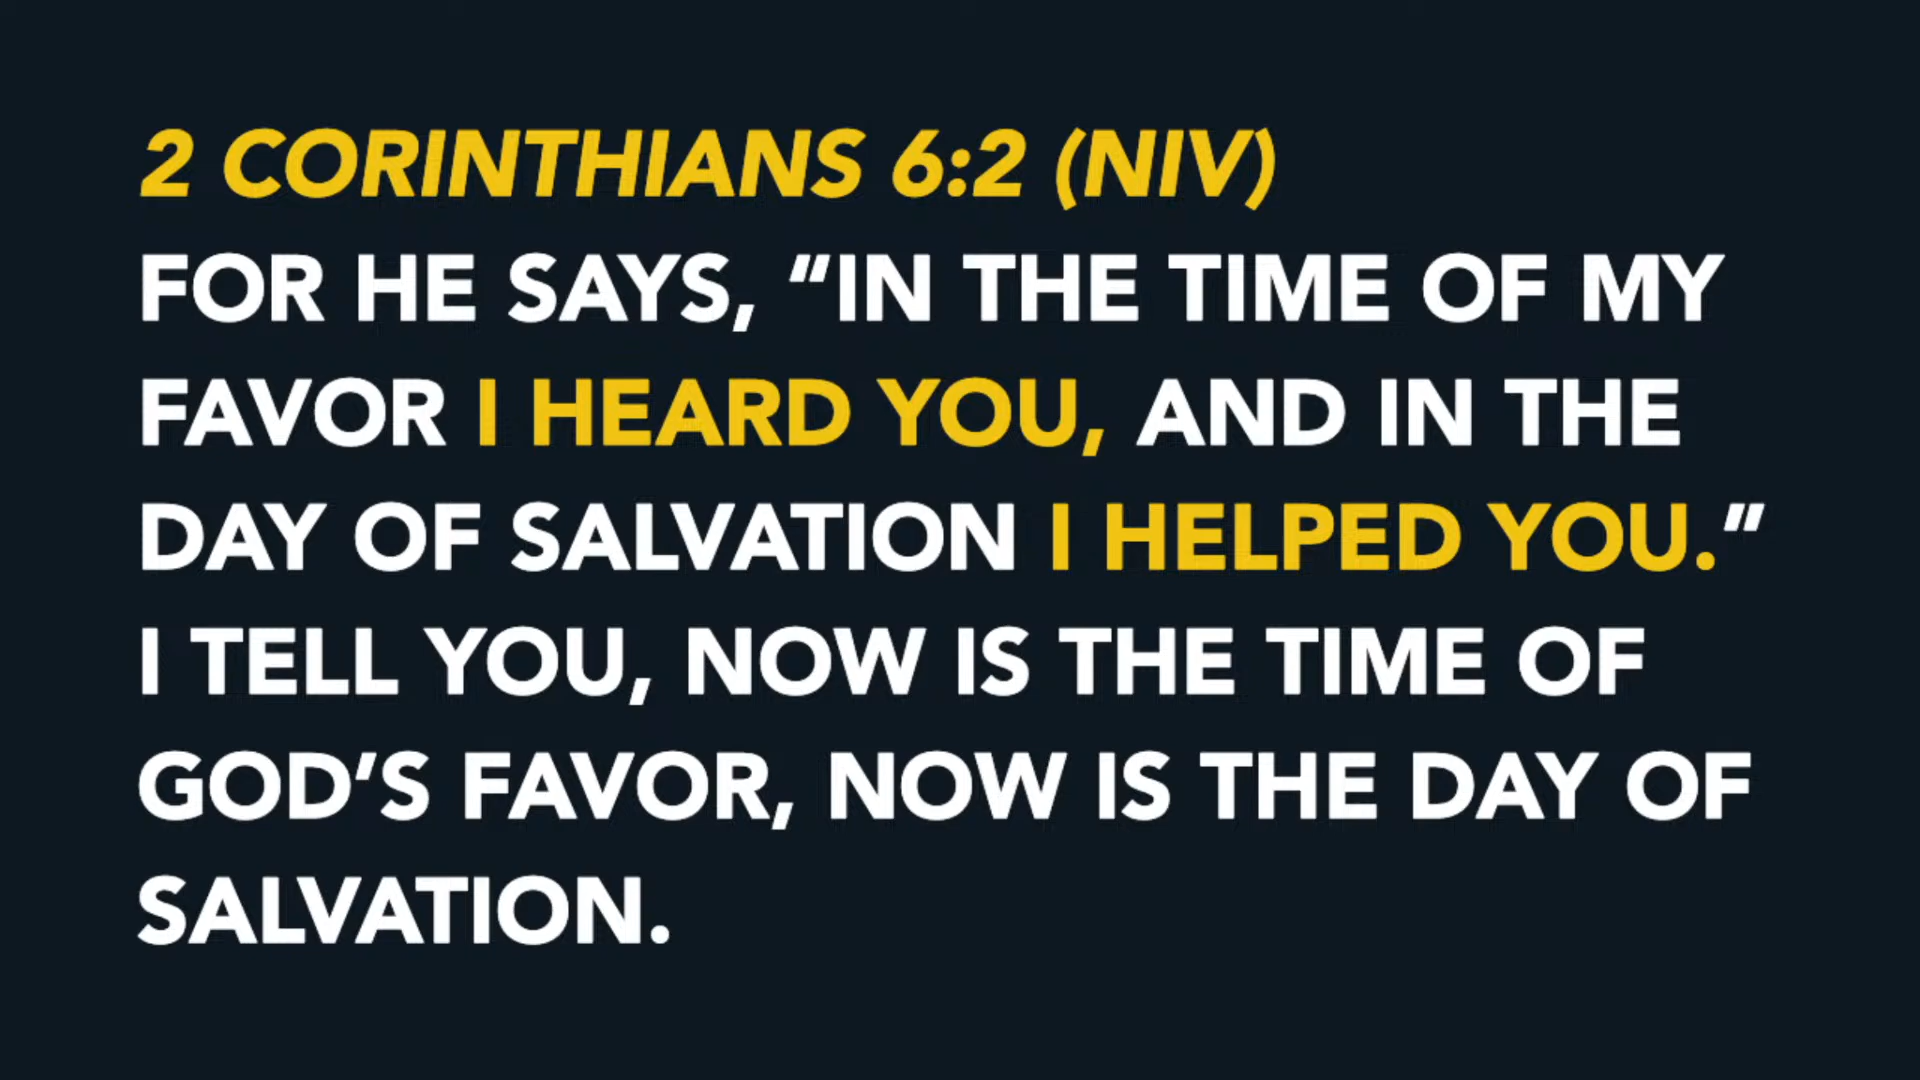 2 CORINTHIANS 6:2 (NIV)
FOR HE SAYS, “IN THE TIME OF MY
FAVOR I HEARD YOU, AND IN THE
DAY OF SALVATION I HELPED YOU.”
I TELL YOU, NOW IS THE TIME OF
GOD’S FAVOR, NOW IS THE DAY OF
SALVATION.